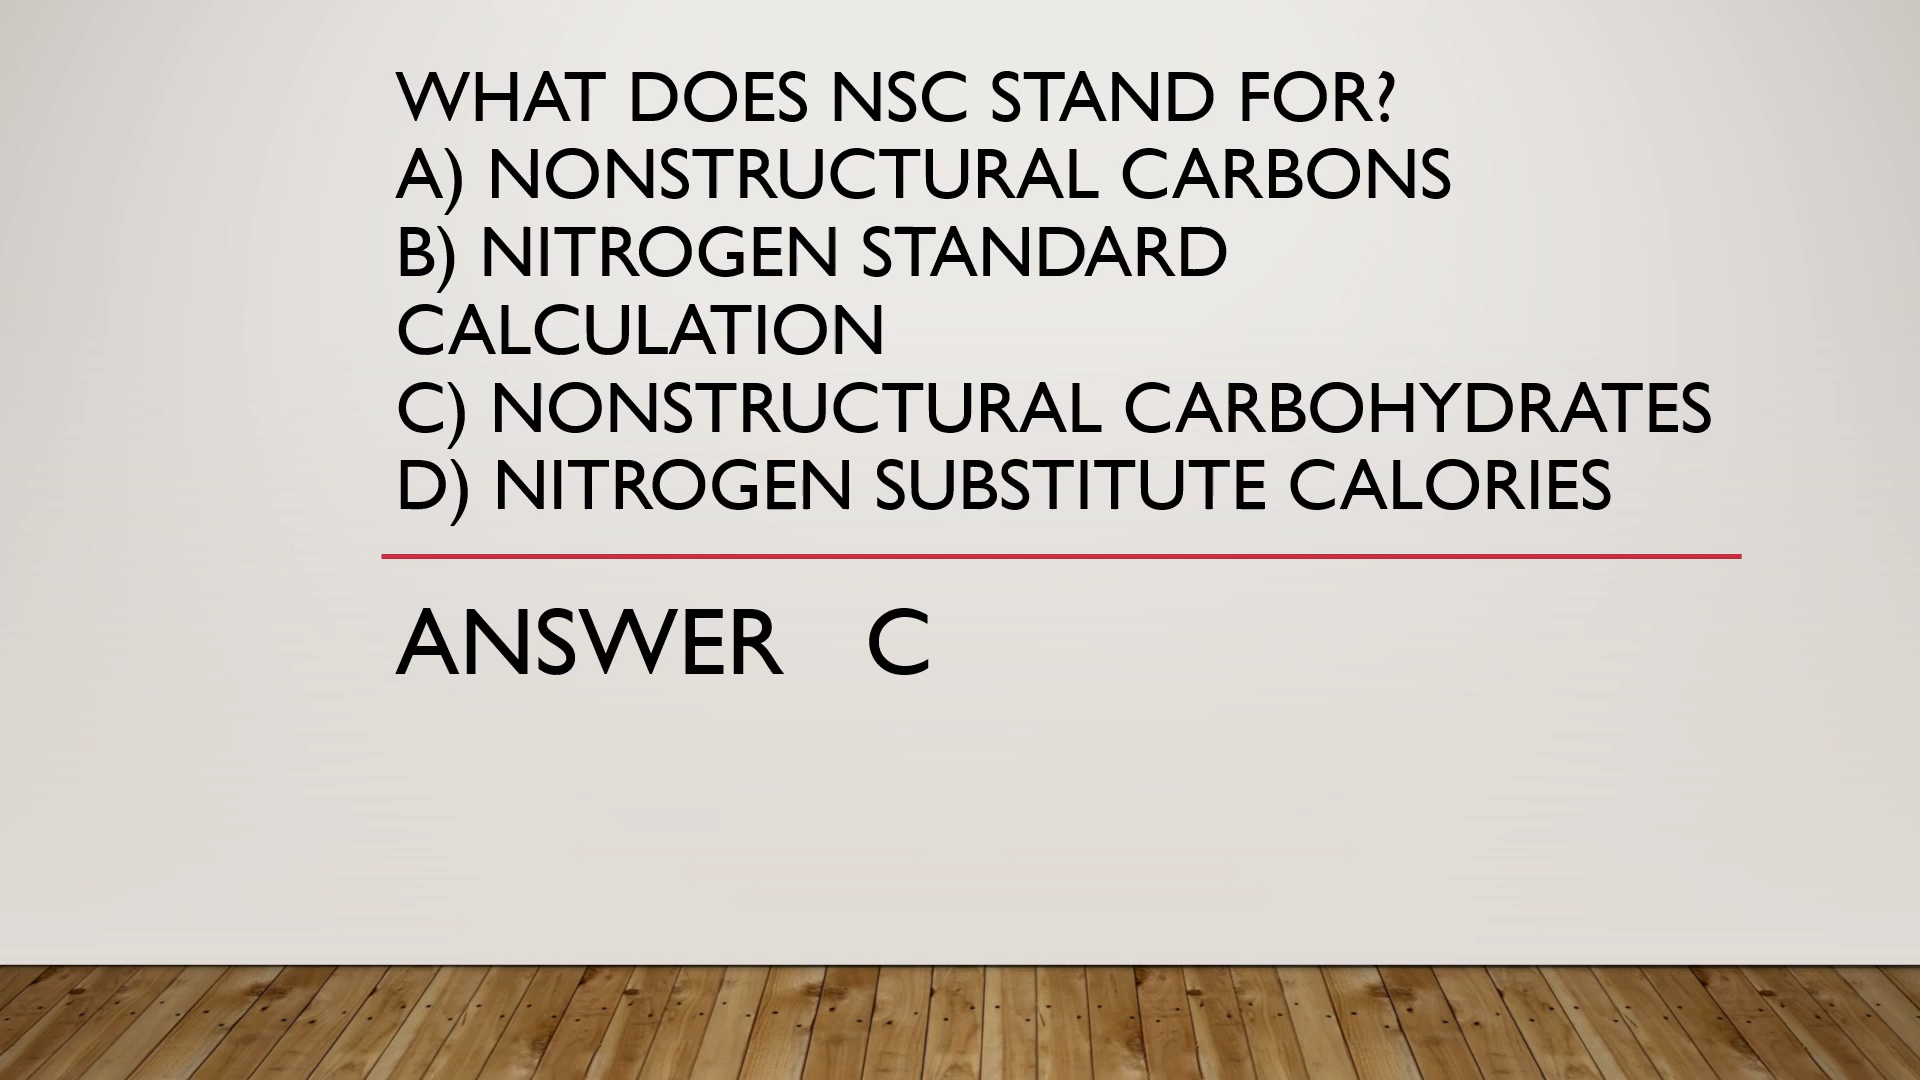 WHAT DOES NSC STAND FOR?
A) NONSTRUCTURAL CARBONS
B) NITROGEN STANDARD
CALCULATION
C) NONSTRUCTURAL CARBOHYDRATES
D) NITROGEN SUBSTITUTE CALORIES
ANSWER C